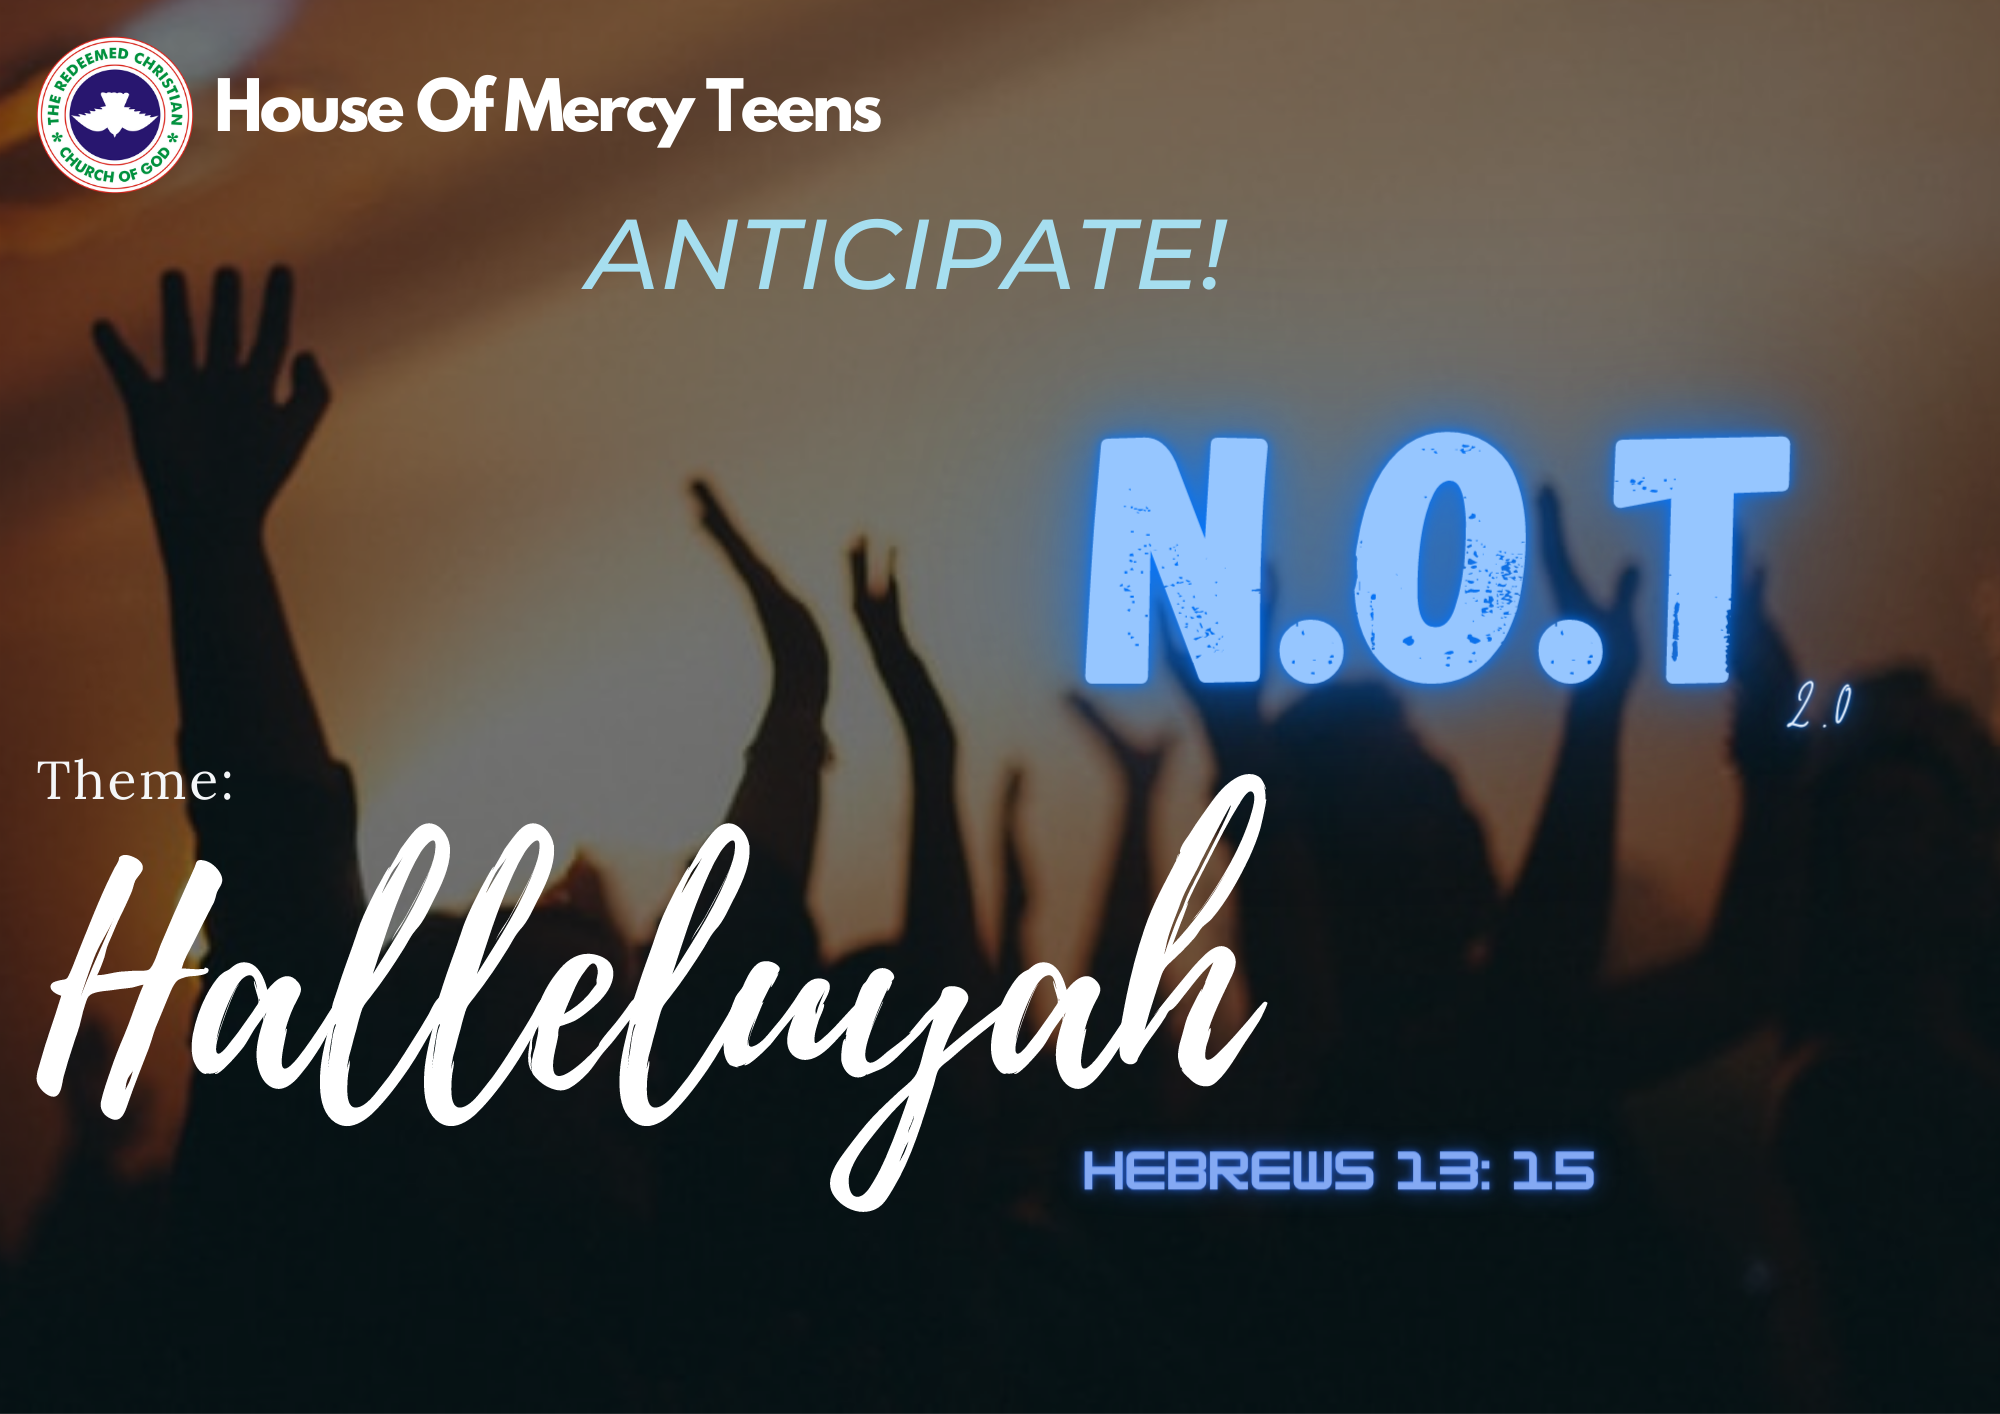 THE REDEEMED CHRISTIAN
CHURCH OF GOD
House Of Mercy Teens
ANTICIPATE!
N.O.T
2.0
Theme:
Halleluyah
HEBREWS 13: 15